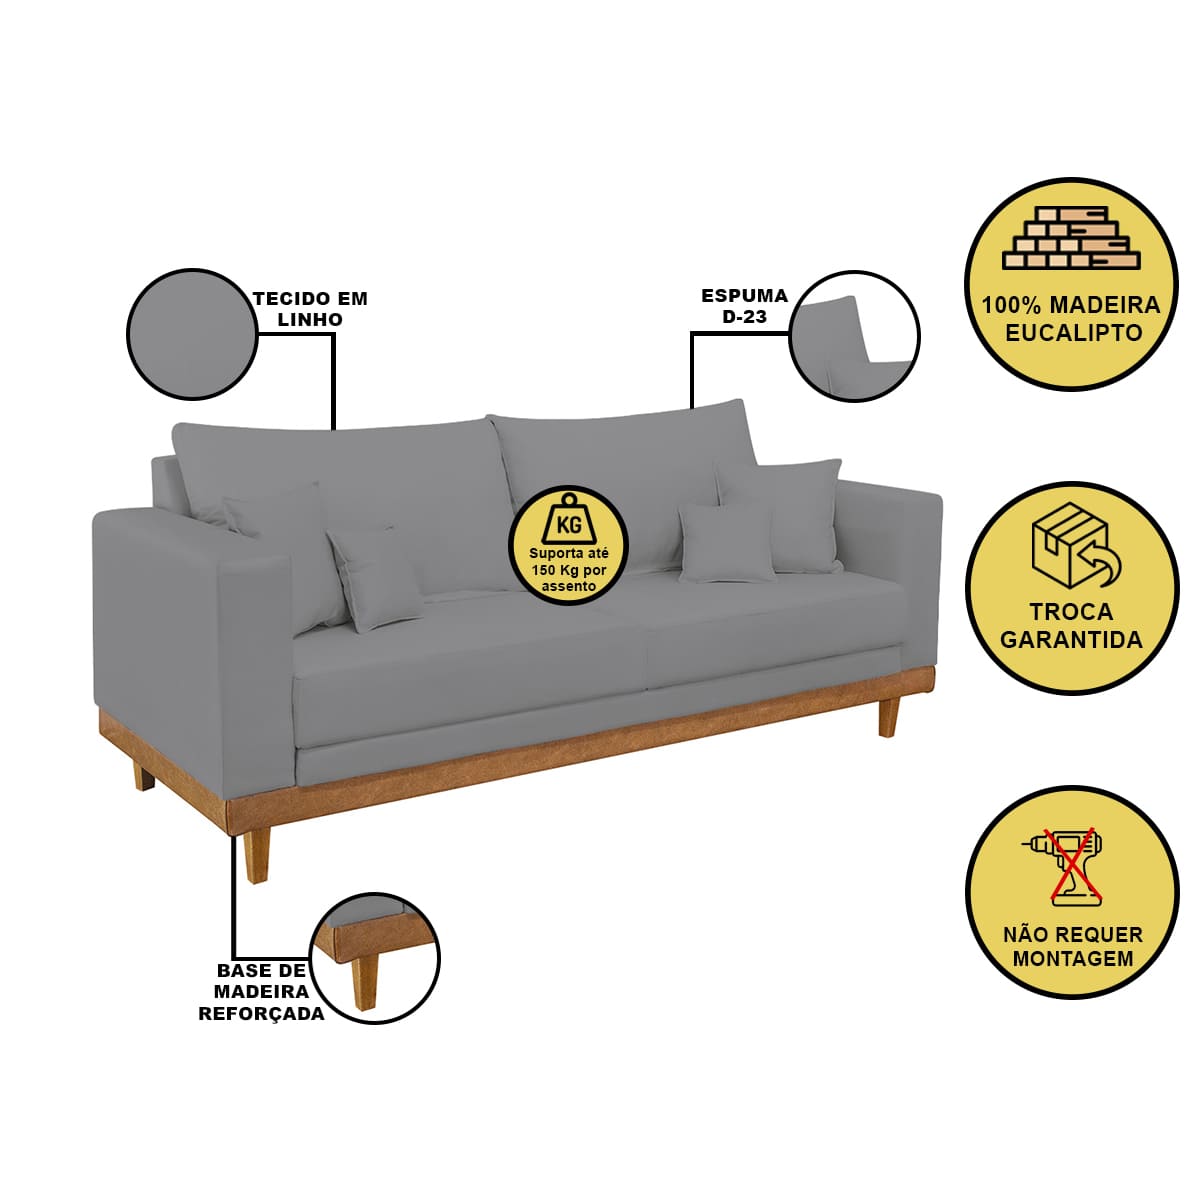 TECIDO EM
LINHO
ESPUMA
D-23
100% MADEIRA
EUCALIPTO
KG
Suporta até
150 Kg por
assento
TROCA
GARANTIDA
NÃO REQUER
MONTAGEM
BASE DE
MADEIRA
REFORÇADA